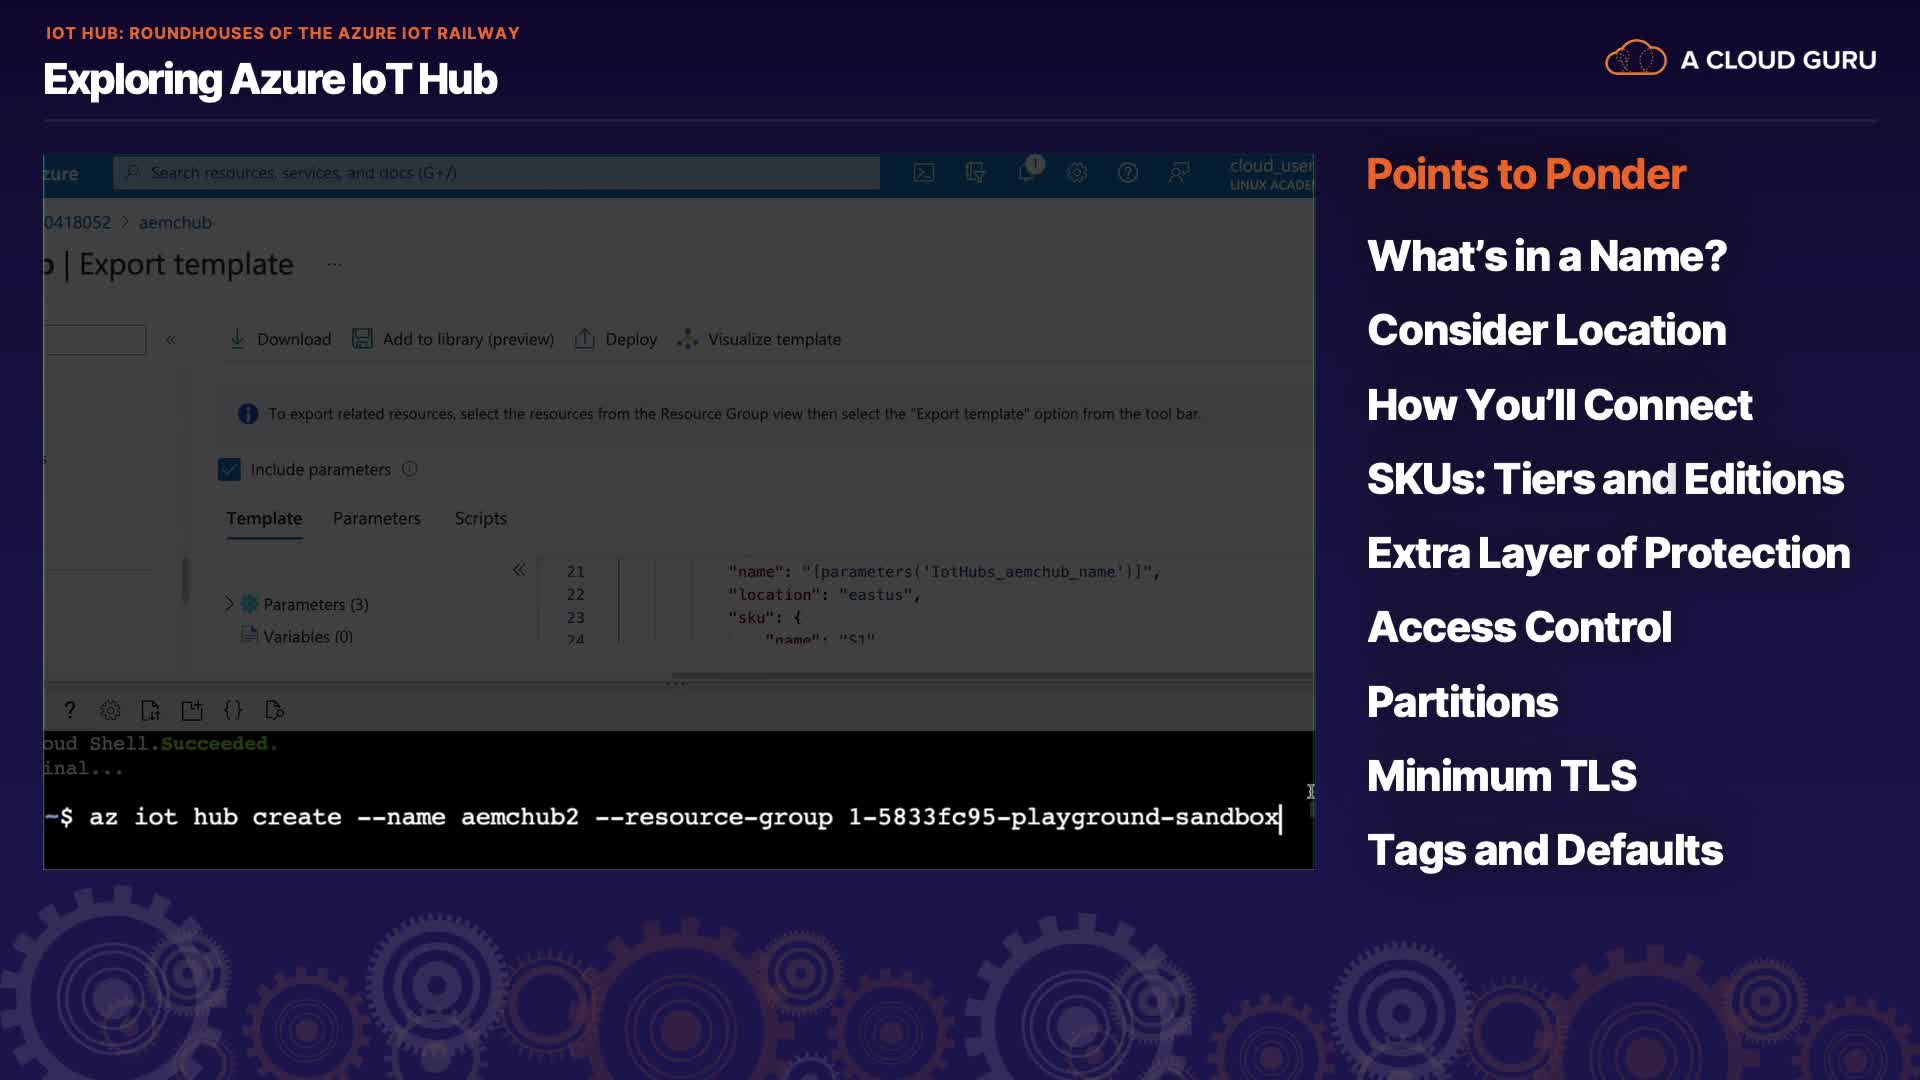 IOT HUB: ROUNDHOUSES OF THE AZURE IOT RAILWAY
Exploring Azure IoT Hub
A CLOUD GURU
zure
Search resources, services, and docs (G+/)
1
cloud_user
LINUX ACADEM
0418052 > aemchub
b | Export template ...
«
Download
Add to library (preview)
Deploy
Visualize template
To export related resources, select the resources from the Resource Group view then select the "Export template" option from the tool bar.
s
Include parameters
Template
Parameters
Scripts
«
Parameters (3)
Variables (0)
21 "name": "[parameters('IotHubs_aemchub_name')]",
22 "location": "eastus",
23 "sku": {
24 "name": "S1"
?
{}
oud Shell.Succeeded.
inal...
~$ az iot hub create --name aemchub2 --resource-group 1-5833fc95-playground-sandbox
Points to Ponder
What's in a Name?
Consider Location
How You'll Connect
SKUs: Tiers and Editions
Extra Layer of Protection
Access Control
Partitions
Minimum TLS
Tags and Defaults